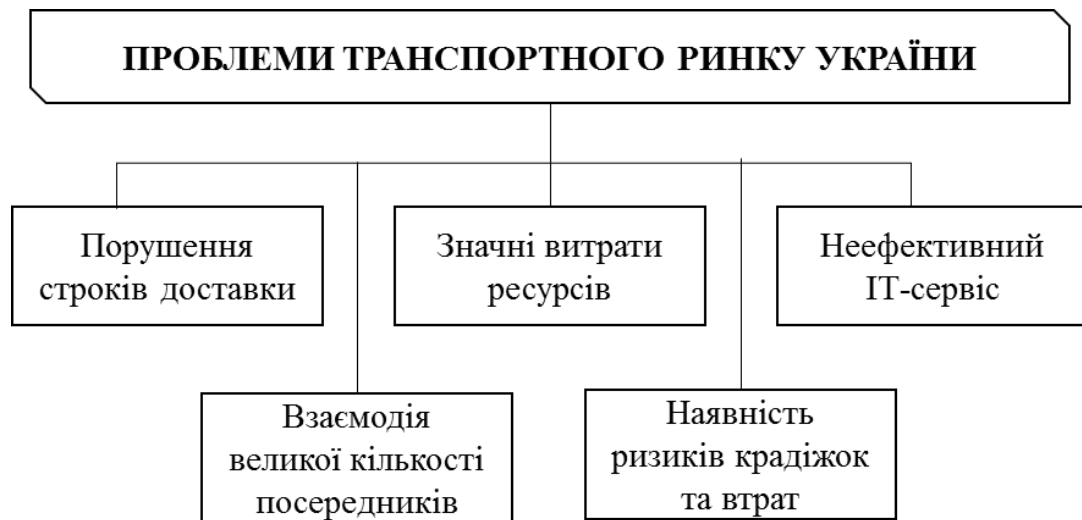 ПРОБЛЕМИ ТРАНСПОРТНОГО РИНКУ УКРАЇНИ
Порушення
строків доставки
Значні витрати
ресурсів
Неефективний
ІТ-сервіс
Взаємодія
великої кількості
посередників
Наявність
ризиків крадіжок
та втрат